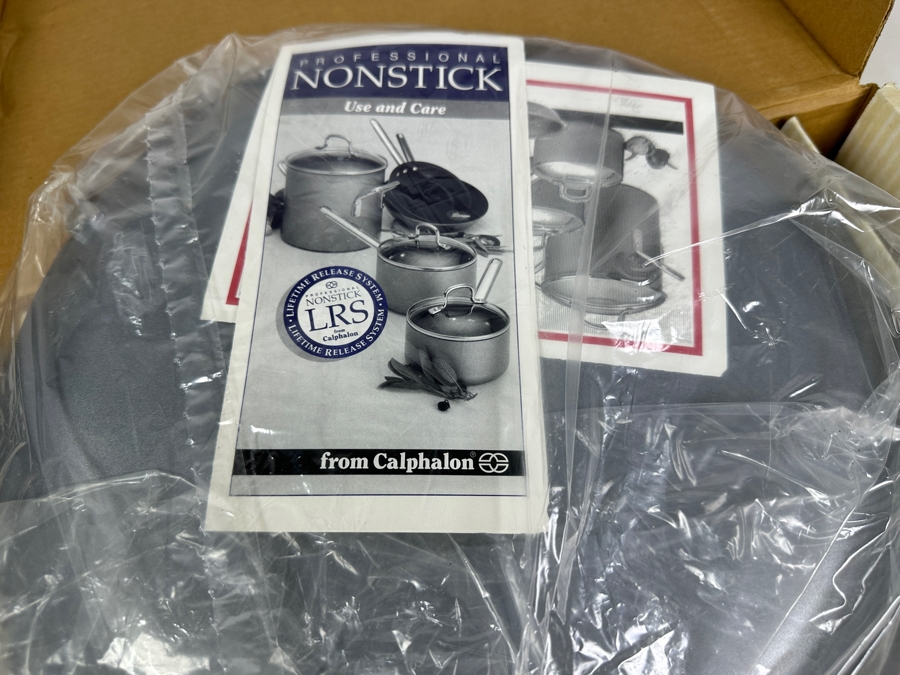 PROFESSIONAL
NONSTICK
Use and Care
LIFETIME RELEASE SYSTEM
PROFESSIONAL
NONSTICK
LRS
from
Calphalon
LIFETIME RELEASE SYSTEM
from Calphalon